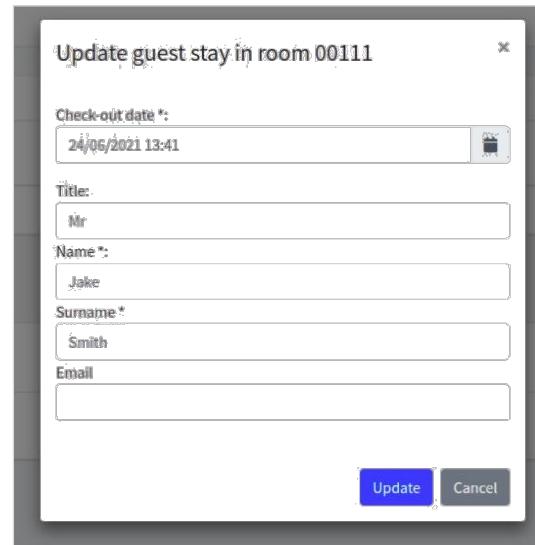 Update guest stay in room 00111
×
Check-out date *:
24/06/2021 13:41
Title:
Mr
Name *:
Jake
Surname *
Smith
Email
Update
Cancel